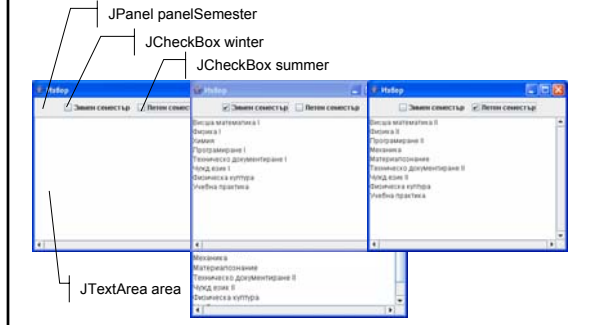 JPanel panelSemester
JCheckBox winter
JCheckBox summer
Избор
Зимен семестър
Летен семест
Избор
Зимен семестър
Летен семестър
Висша математика I
Физика I
Химия
Програмиране I
Техническо документиране I
Чужд език I
Физическа култура
Учебна практика
Избор
Зимен семестър
Летен семестър
Висша математика II
Физика II
Програмиране II
Механика
Материалознание
Техническо документиране II
Чужд език II
Физическа култура
Учебна практика
Механика
Материалознание
Техническо документиране II
Чужд език II
Физическа култура
JTextArea area